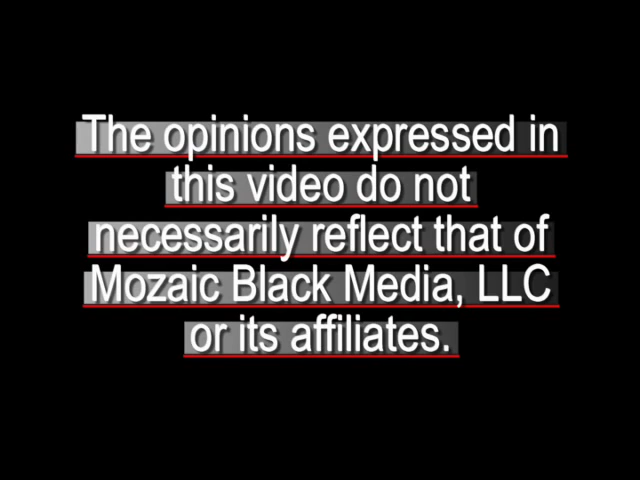 The opinions expressed in
this video do not
necessarily reflect that of
Mozaic Black Media, LLC
or its affiliates.